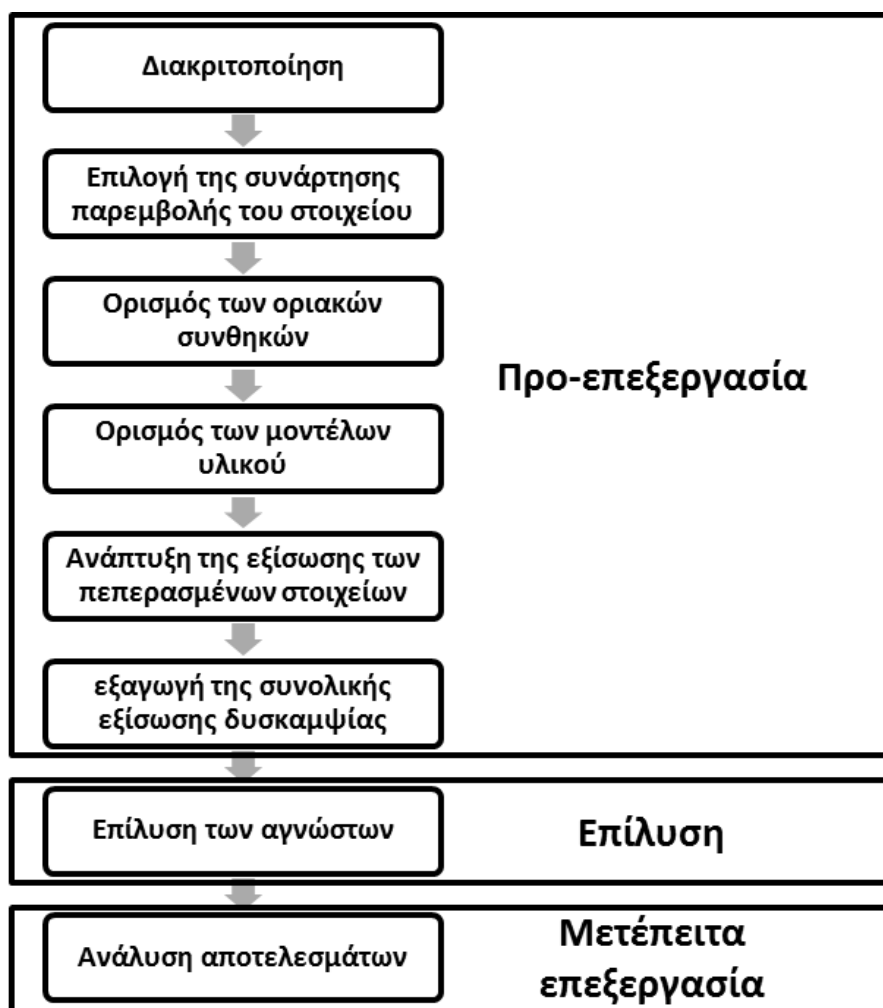 Διακριτοποίηση
Επιλογή της συνάρτησης
παρεμβολής του στοιχείου
Ορισμός των οριακών
συνθηκών
Προ-επεξεργασία
Ορισμός των μοντέλων
υλικού
Ανάπτυξη της εξίσωσης των
πεπερασμένων στοιχείων
εξαγωγή της συνολικής
εξίσωσης δυσκαμψίας
Επίλυση των αγνώστων
Επίλυση
Ανάλυση αποτελεσμάτων
Μετέπειτα
επεξεργασία